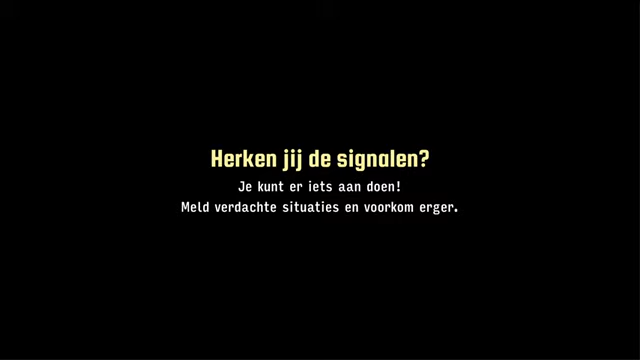 Herken jij de signalen?
Je kunt er iets aan doen!
Meld verdachte situaties en voorkom erger.